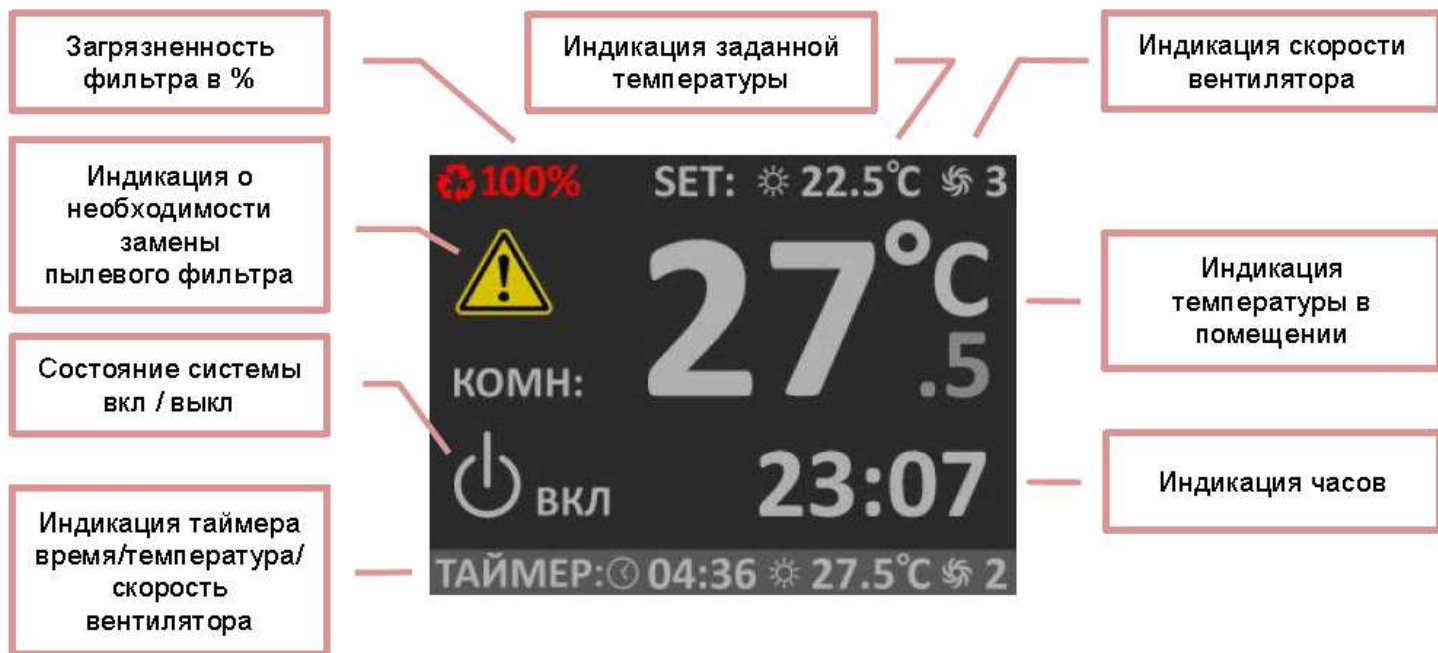 Загрязненность
фильтра в %
Индикация заданной
температуры
Индикация скорости
вентилятора
Индикация о
необходимости
замены
пылевого фильтра
Состояние системы
вкл / выкл
Индикация таймера
время/температура/
скорость
вентилятора
100% SET: 22.5°C 3
27°C
.5
КОМН:
ВКЛ 23:07
ТАЙМЕР: 04:36 27.5°C 2
Индикация
температуры в
помещении
Индикация часов